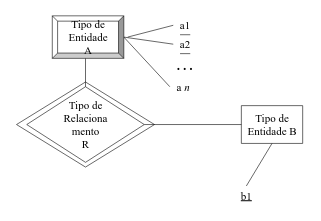 Tipo de
Entidade
A
a1
a2
...
a n
Tipo de
Relaciona
mento
R
Tipo de
Entidade B
b1